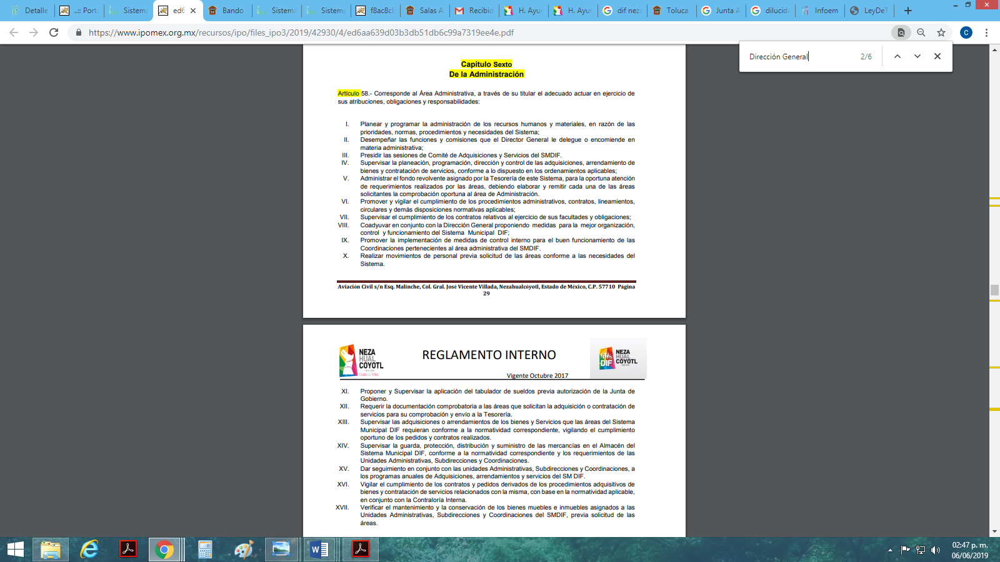 Detalle
..:: Porta
Sistema
ed6
Bando
Sistema
Sistema
f8ac8cb
Salas A
Recibid
H. Ayun
H. Ayun
dif neza
Toluca
Junta A
dilucida
Infoem
LeyDeT
https://www.ipomex.org.mx/recursos/ipo/files_ipo3/2019/42930/4/ed6aa639d03b3db51db6c99a7319ee4e.pdf
C
Dirección General
2/6
Capítulo Sexto
De la Administración
Artículo 58.- Corresponde al Área Administrativa, a través de su titular el adecuado actuar en ejercicio de
sus atribuciones, obligaciones y responsabilidades:
I. Planear y programar la administración de los recursos humanos y materiales, en razón de las
prioridades, normas, procedimientos y necesidades del Sistema;
II. Desempeñar las funciones y comisiones que el Director General le delegue o encomiende en
materia administrativa;
III. Presidir las sesiones de Comité de Adquisiciones y Servicios del SMDIF.
IV. Supervisar la planeación, programación, dirección y control de las adquisiciones, arrendamiento de
bienes y contratación de servicios, conforme a lo dispuesto en los ordenamientos aplicables;
V. Administrar el fondo revolvente asignado por la Tesorería de este Sistema, para la oportuna atención
de requerimientos realizados por las áreas, debiendo elaborar y remitir cada una de las áreas
solicitantes la comprobación oportuna al área de Administración.
VI. Promover y vigilar el cumplimiento de los procedimientos administrativos, contratos, lineamientos,
circulares y demás disposiciones normativas aplicables;
VII. Supervisar el cumplimiento de los contratos relativos al ejercicio de sus facultades y obligaciones;
VIII. Coadyuvar en conjunto con la Dirección General proponiendo medidas para la mejor organización,
control y funcionamiento del Sistema Municipal DIF;
IX. Promover la implementación de medidas de control interno para el buen funcionamiento de las
Coordinaciones pertenecientes al área administrativa del SMDIF.
X. Realizar movimientos de personal previa solicitud de las áreas conforme a las necesidades del
Sistema.
Aviación Civil s/n Esq. Malinche, Col. Gral. José Vicente Villada, Nezahualcóyotl, Estado de México, C.P. 57710 Página
29
NEZA
HUAL
COYOTL
Ciudad de Todos
REGLAMENTO INTERNO
Vigente Octubre 2017
DIF
NEZA
HUAL
COYOTL
XI. Proponer y Supervisar la aplicación del tabulador de sueldos previa autorización de la Junta de
Gobierno.
XII. Requerir la documentación comprobatoria a las áreas que solicitan la adquisición o contratación de
servicios para su comprobación y envío a la Tesorería.
XIII. Supervisar las adquisiciones o arrendamientos de los bienes y Servicios que las áreas del Sistema
Municipal DIF requieran conforme a la normatividad correspondiente, vigilando el cumplimiento
oportuno de los pedidos y contratos realizados.
XIV. Supervisar la guarda, protección, distribución y suministro de las mercancías en el Almacén del
Sistema Municipal DIF, conforme a la normatividad correspondiente y los requerimientos de las
Unidades Administrativas, Subdirecciones y Coordinaciones.
XV. Dar seguimiento en conjunto con las unidades Administrativas, Subdirecciones y Coordinaciones, a
los programas anuales de Adquisiciones, arrendamientos y servicios del SM DIF.
XVI. Vigilar el cumplimiento de los contratos y pedidos derivados de los procedimientos adquisitivos de
bienes y contratación de servicios relacionados con la misma, con base en la normatividad aplicable,
en conjunto con la Contraloría Interna.
XVII. Verificar el mantenimiento y la conservación de los bienes muebles e inmuebles asignados a las
Unidades Administrativas, Subdirecciones y Coordinaciones del SMDIF, previa solicitud de las
áreas.
02:47 p. m.
06/06/2019